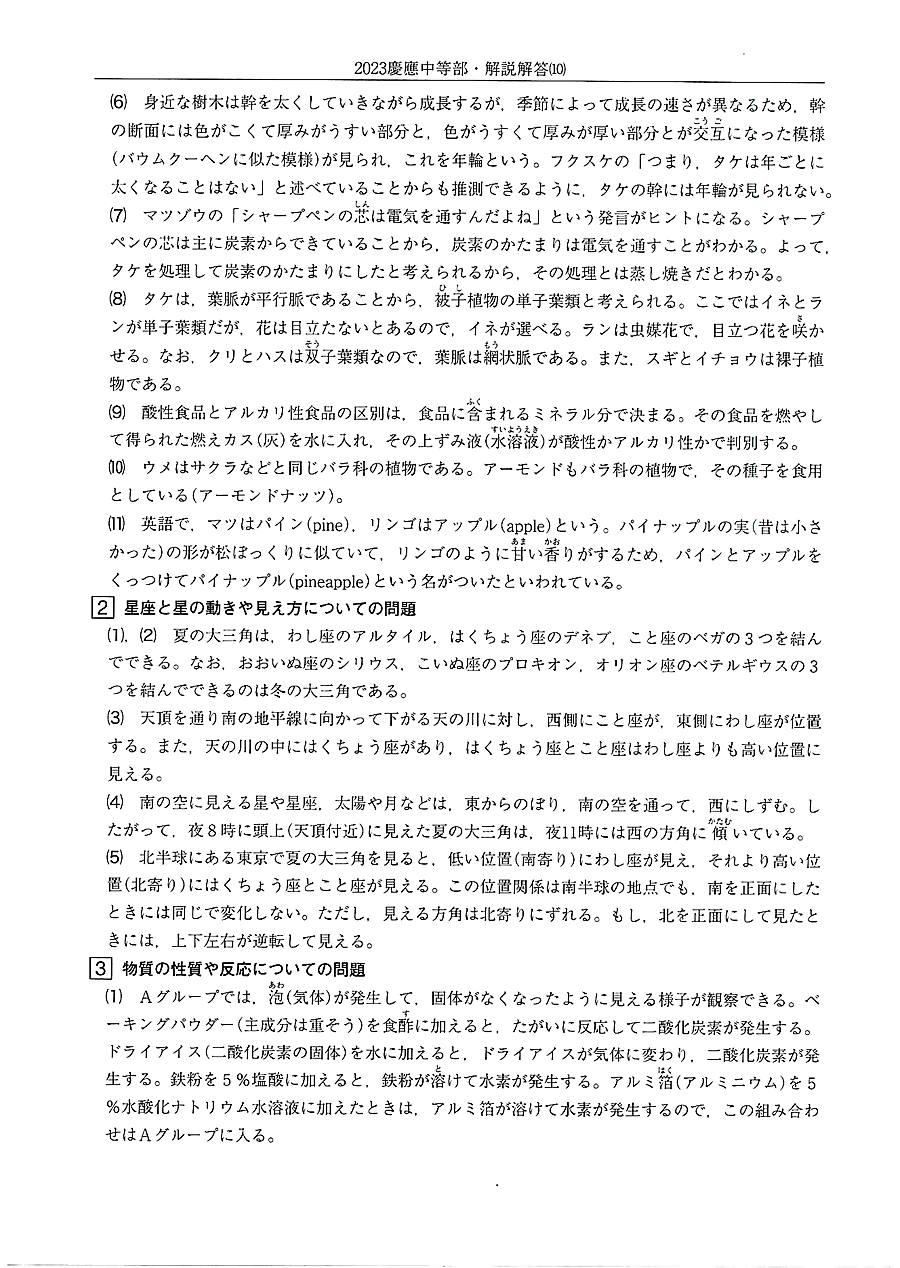 2023慶應中等部・解説解答⑽
⑹ 身近な樹木は幹を太くしていきながら成長するが，季節によって成長の速さが異なるため，幹
の断面には色がこくて厚みがうすい部分と，色がうすくて厚みが厚い部分とが交互になった模様
(バウムクーヘンに似た模様)が見られ，これを年輪という。フクスケの「つまり，タケは年ごとに
太くなることはない」と述べていることからも推測できるように，タケの幹には年輪が見られない。
⑺ マツゾウの「シャープペンの芯は電気を通すんだよね」という発言がヒントになる。シャープ
ペンの芯は主に炭素からできていることから，炭素のかたまりは電気を通すことがわかる。よって，
タケを処理して炭素のかたまりにしたと考えられるから，その処理とは蒸し焼きだとわかる。
⑻ タケは，葉脈が平行脈であることから，被子植物の単子葉類と考えられる。ここではイネとラ
ンが単子葉類だが，花は目立たないとあるので，イネが選べる。ランは虫媒花で，目立つ花を咲か
せる。なお，クリとハスは双子葉類なので，葉脈は網状脈である。また，スギとイチョウは裸子植
物である。
⑼ 酸性食品とアルカリ性食品の区別は，食品に含まれるミネラル分で決まる。その食品を燃やし
て得られた燃えカス(灰)を水に入れ，その上ずみ液(水溶液)が酸性かアルカリ性かで判別する。
⑽ ウメはサクラなどと同じバラ科の植物である。アーモンドもバラ科の植物で，その種子を食用
としている(アーモンドナッツ)。
⑾ 英語で，マツはパイン(pine)，リンゴはアップル(apple)という。パイナップルの実(昔は小さ
かった)の形が松ぼっくりに似ていて，リンゴのように甘い香りがするため，パインとアップルを
くっつけてパイナップル(pineapple)という名がついたといわれている。
2 星座と星の動きや見え方についての問題
⑴，⑵ 夏の大三角は，わし座のアルタイル，はくちょう座のデネブ，こと座のベガの3つを結ん
でできる。なお，おおいぬ座のシリウス，こいぬ座のプロキオン，オリオン座のベテルギウスの3
つを結んでできるのは冬の大三角である。
⑶ 天頂を通り南の地平線に向かって下がる天の川に対し，西側にこと座が，東側にわし座が位置
する。また，天の川の中にはくちょう座があり，はくちょう座とこと座はわし座よりも高い位置に
見える。
⑷ 南の空に見える星や星座，太陽や月などは，東からのぼり，南の空を通って，西にしずむ。し
たがって，夜8時に頭上(天頂付近)に見えた夏の大三角は，夜11時には西の方角に傾いている。
⑸ 北半球にある東京で夏の大三角を見ると，低い位置(南寄り)にわし座が見え，それより高い位
置(北寄り)にはくちょう座とこと座が見える。この位置関係は南半球の地点でも，南を正面にした
ときには同じで変化しない。ただし，見える方角は北寄りにずれる。もし，北を正面にして見たと
きには，上下左右が逆転して見える。
3 物質の性質や反応についての問題
⑴ Aグループでは，泡(気体)が発生して，固体がなくなったように見える様子が観察できる。ベ
ーキングパウダー(主成分は重そう)を食酢に加えると，たがいに反応して二酸化炭素が発生する。
ドライアイス(二酸化炭素の固体)を水に加えると，ドライアイスが気体に変わり，二酸化炭素が発
生する。鉄粉を5％塩酸に加えると，鉄粉が溶けて水素が発生する。アルミ箔(アルミニウム)を5
％水酸化ナトリウム水溶液に加えたときは，アルミ箔が溶けて水素が発生するので，この組み合わ
せはAグループに入る。